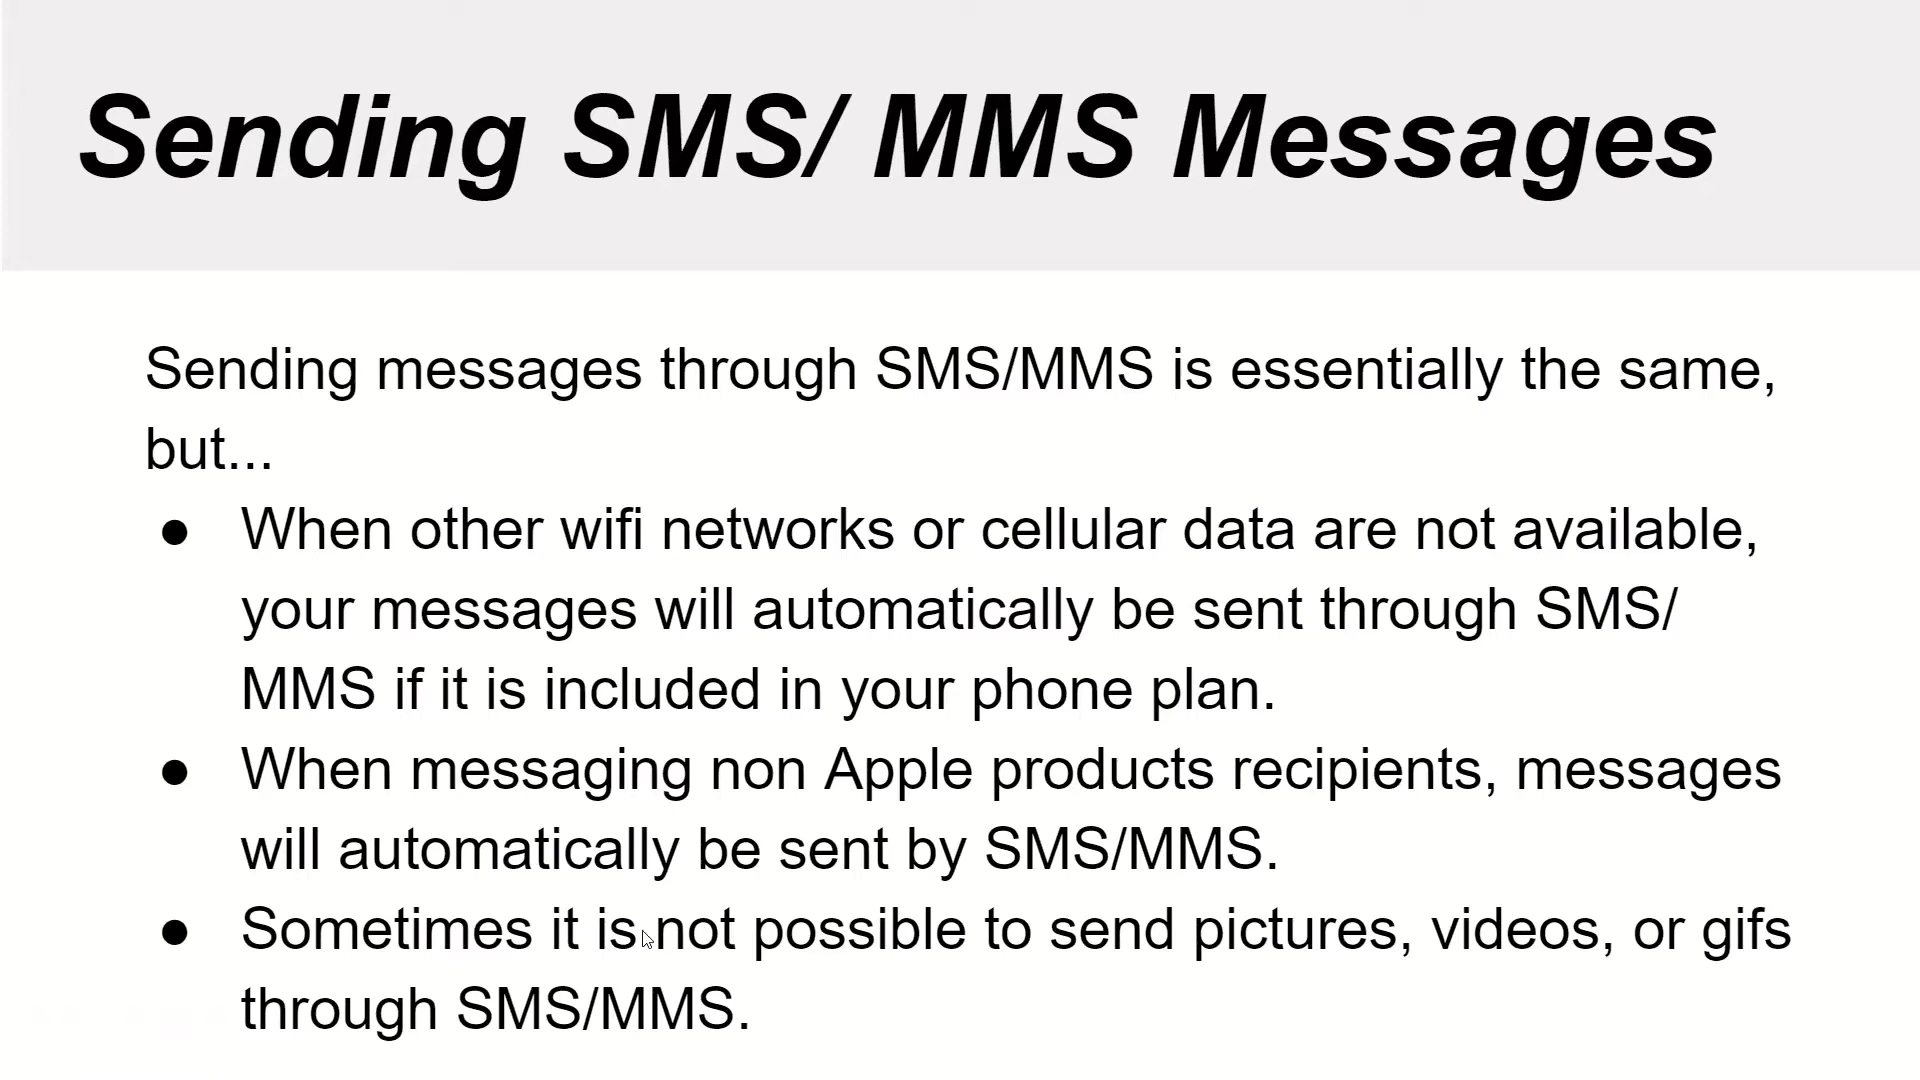 Sending SMS/ MMS Messages
Sending messages through SMS/MMS is essentially the same,
but...
● When other wifi networks or cellular data are not available,
your messages will automatically be sent through SMS/
MMS if it is included in your phone plan.
● When messaging non Apple products recipients, messages
will automatically be sent by SMS/MMS.
● Sometimes it is not possible to send pictures, videos, or gifs
through SMS/MMS.